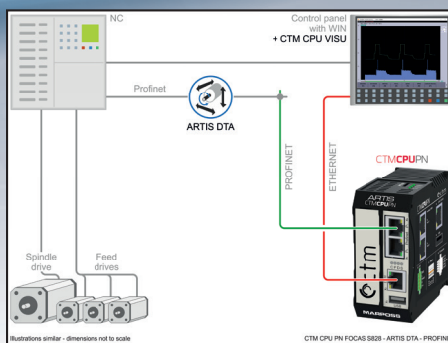 NC
Control panel
with WIN
+ CTM CPU VISU
Profinet
ARTIS DTA
PROFINET
ETHERNET
CTMCPUPN
ARTIS
CTMCPUPN
ctm
MARPOSS
Spindle
drive
Feed
drives
Illustrations similar - dimensions not to scale
CTM CPU PN FOCAS S828 - ARTIS DTA - PROFINE